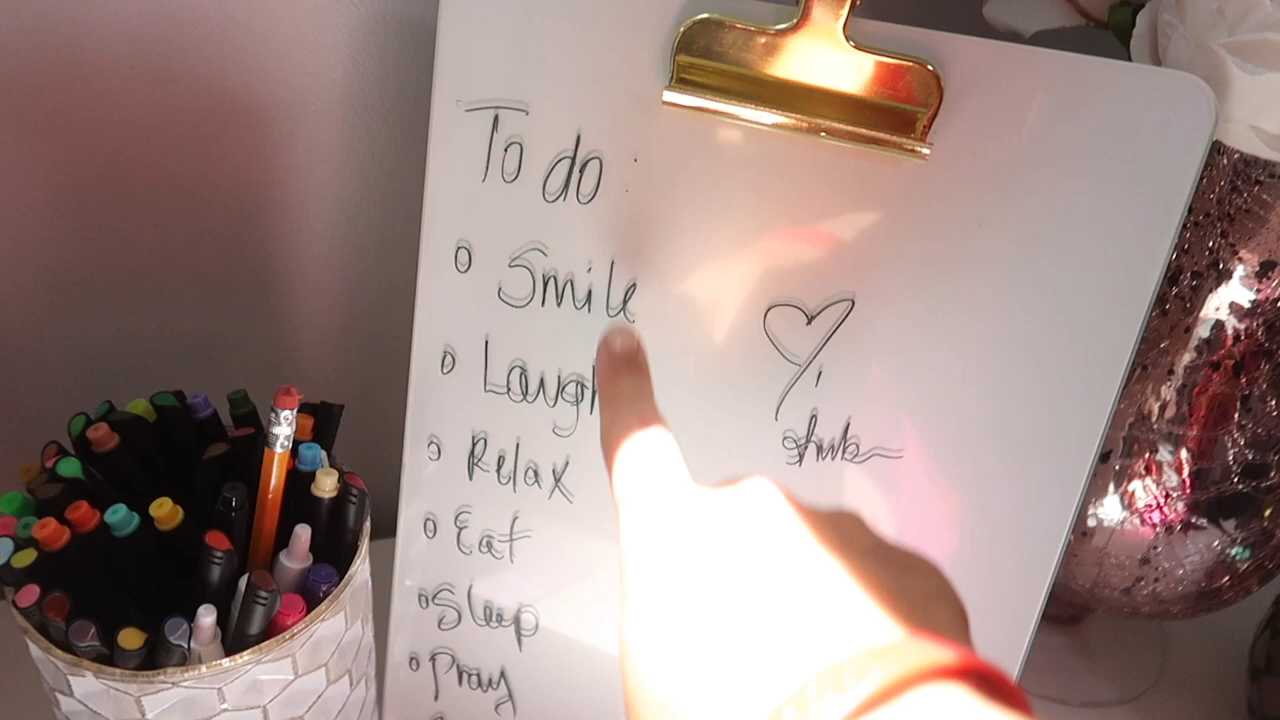 To do :
Smile
Laugh
Relax
Eat
Sleep
Pray